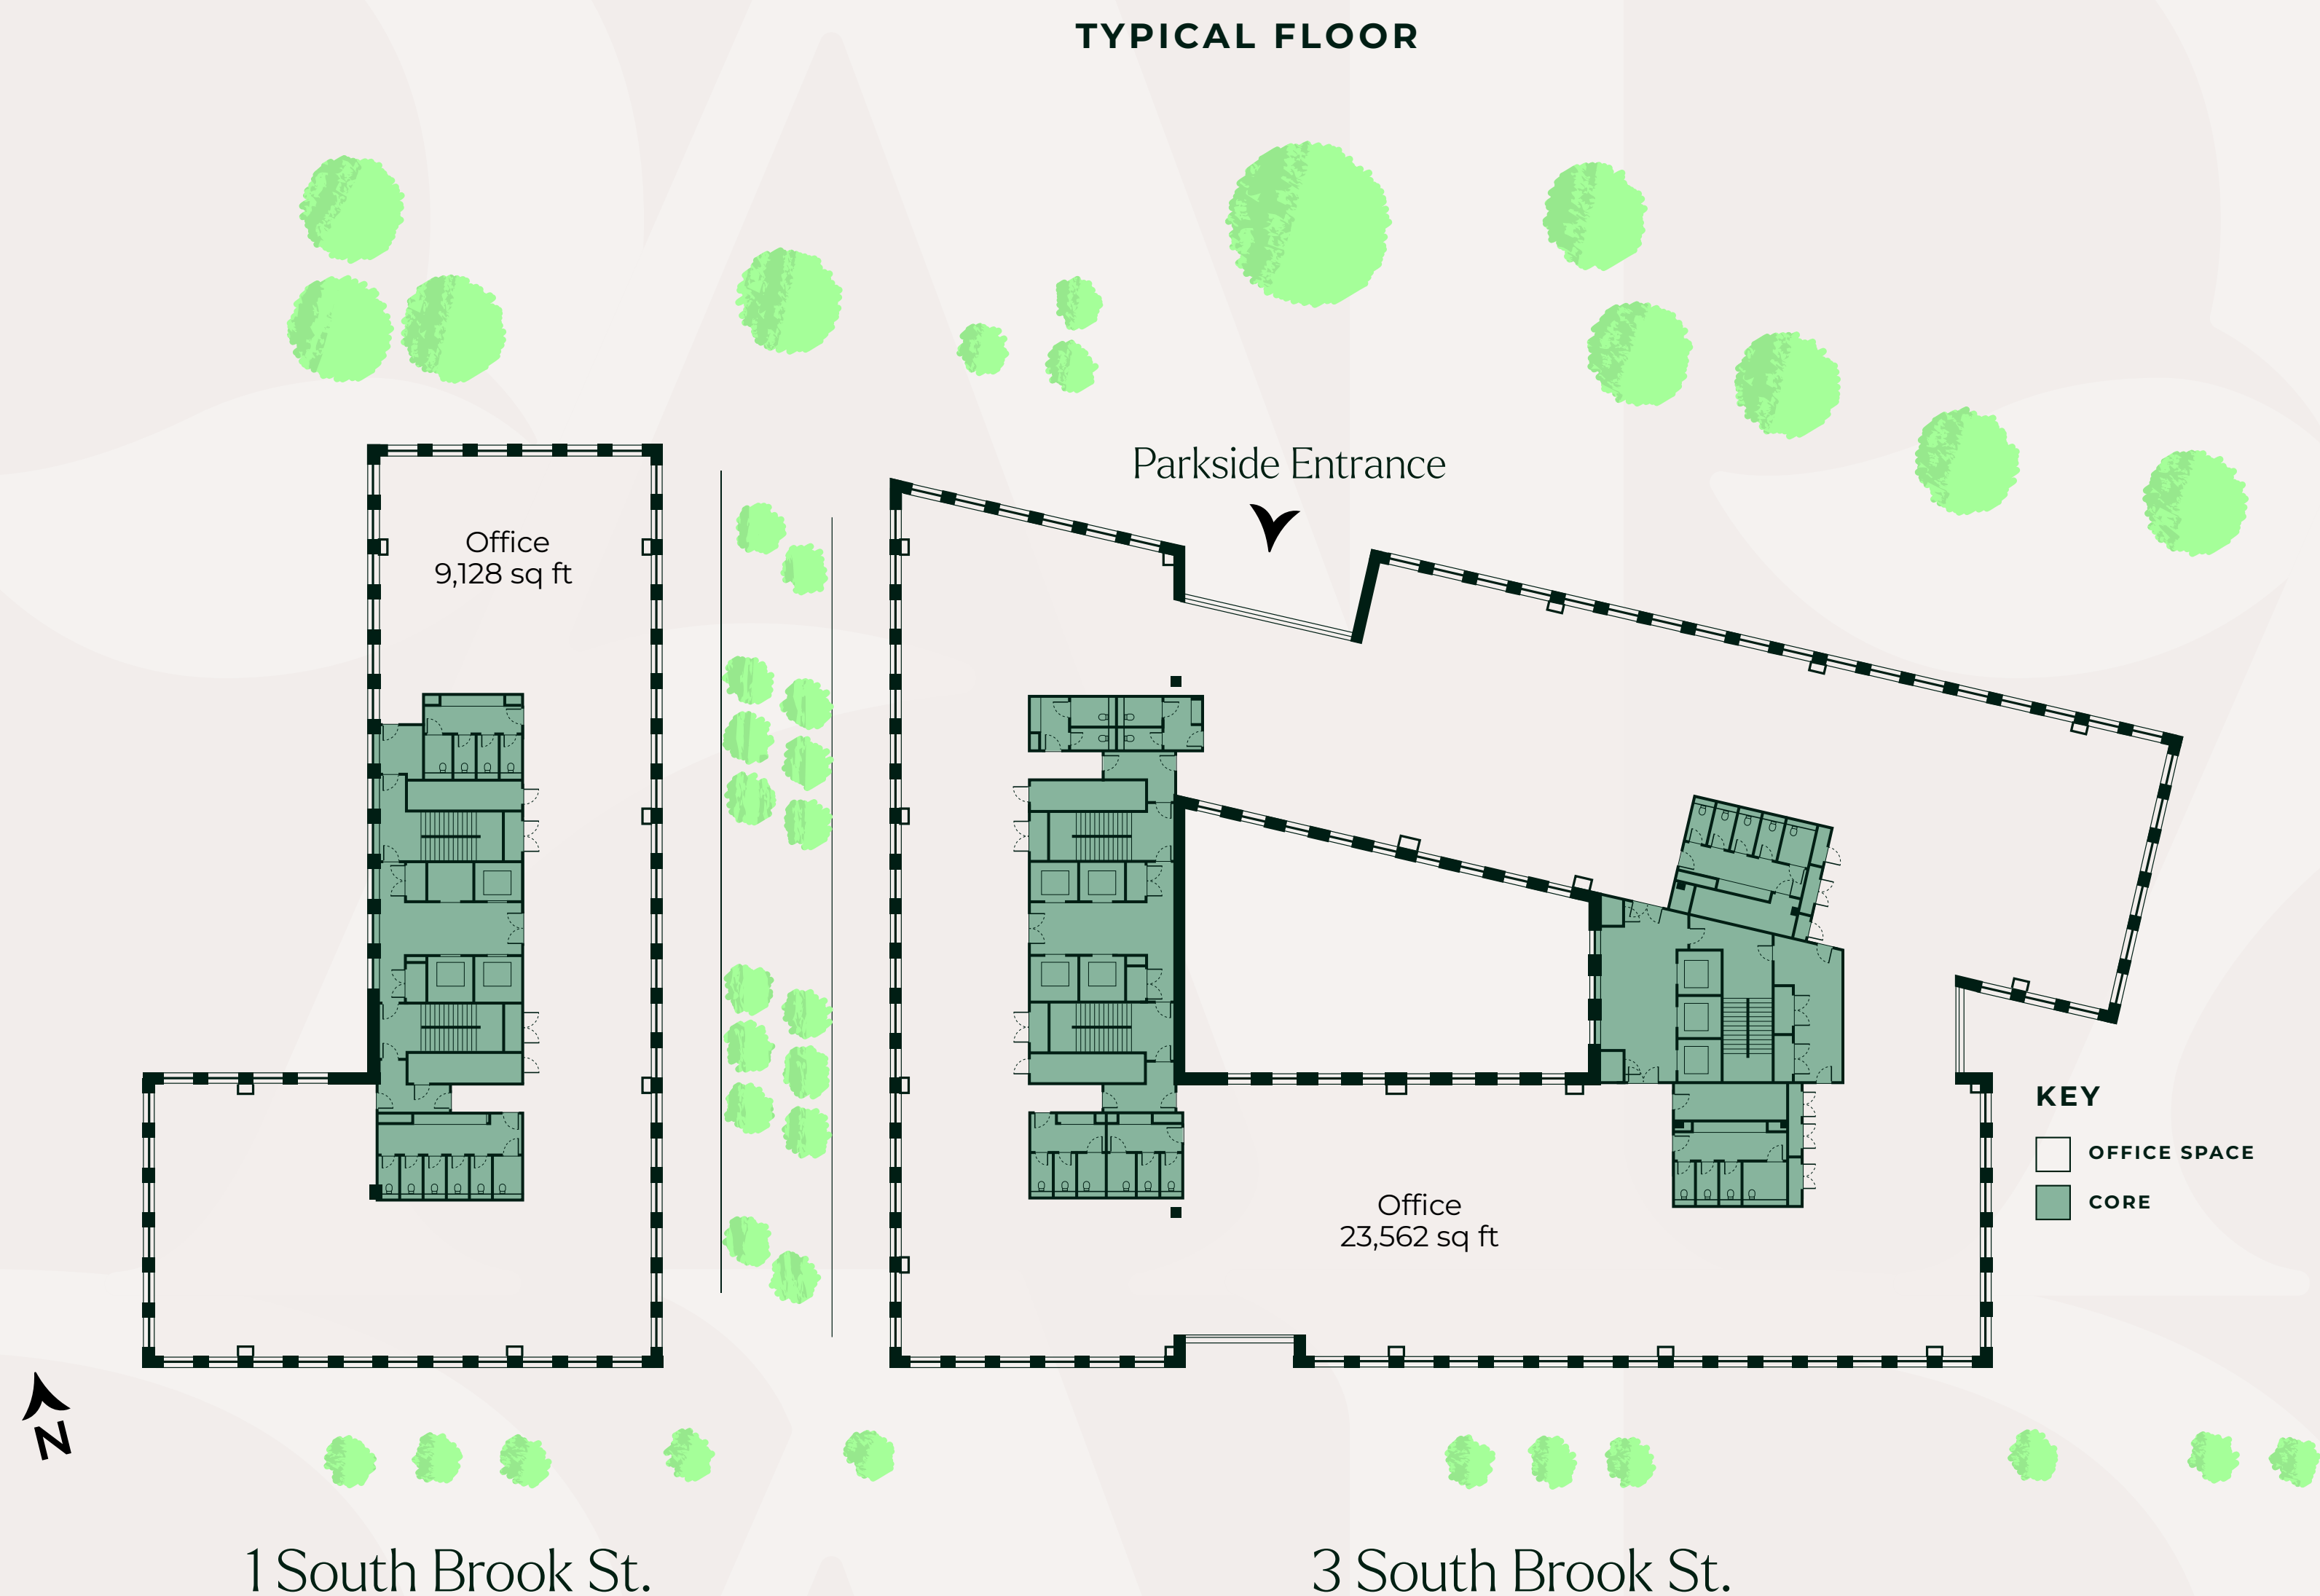 TYPICAL FLOOR
Parkside Entrance
Office
9,128 sq ft
Office
23,562 sq ft
KEY
OFFICE SPACE
CORE
N
1 South Brook St.
3 South Brook St.